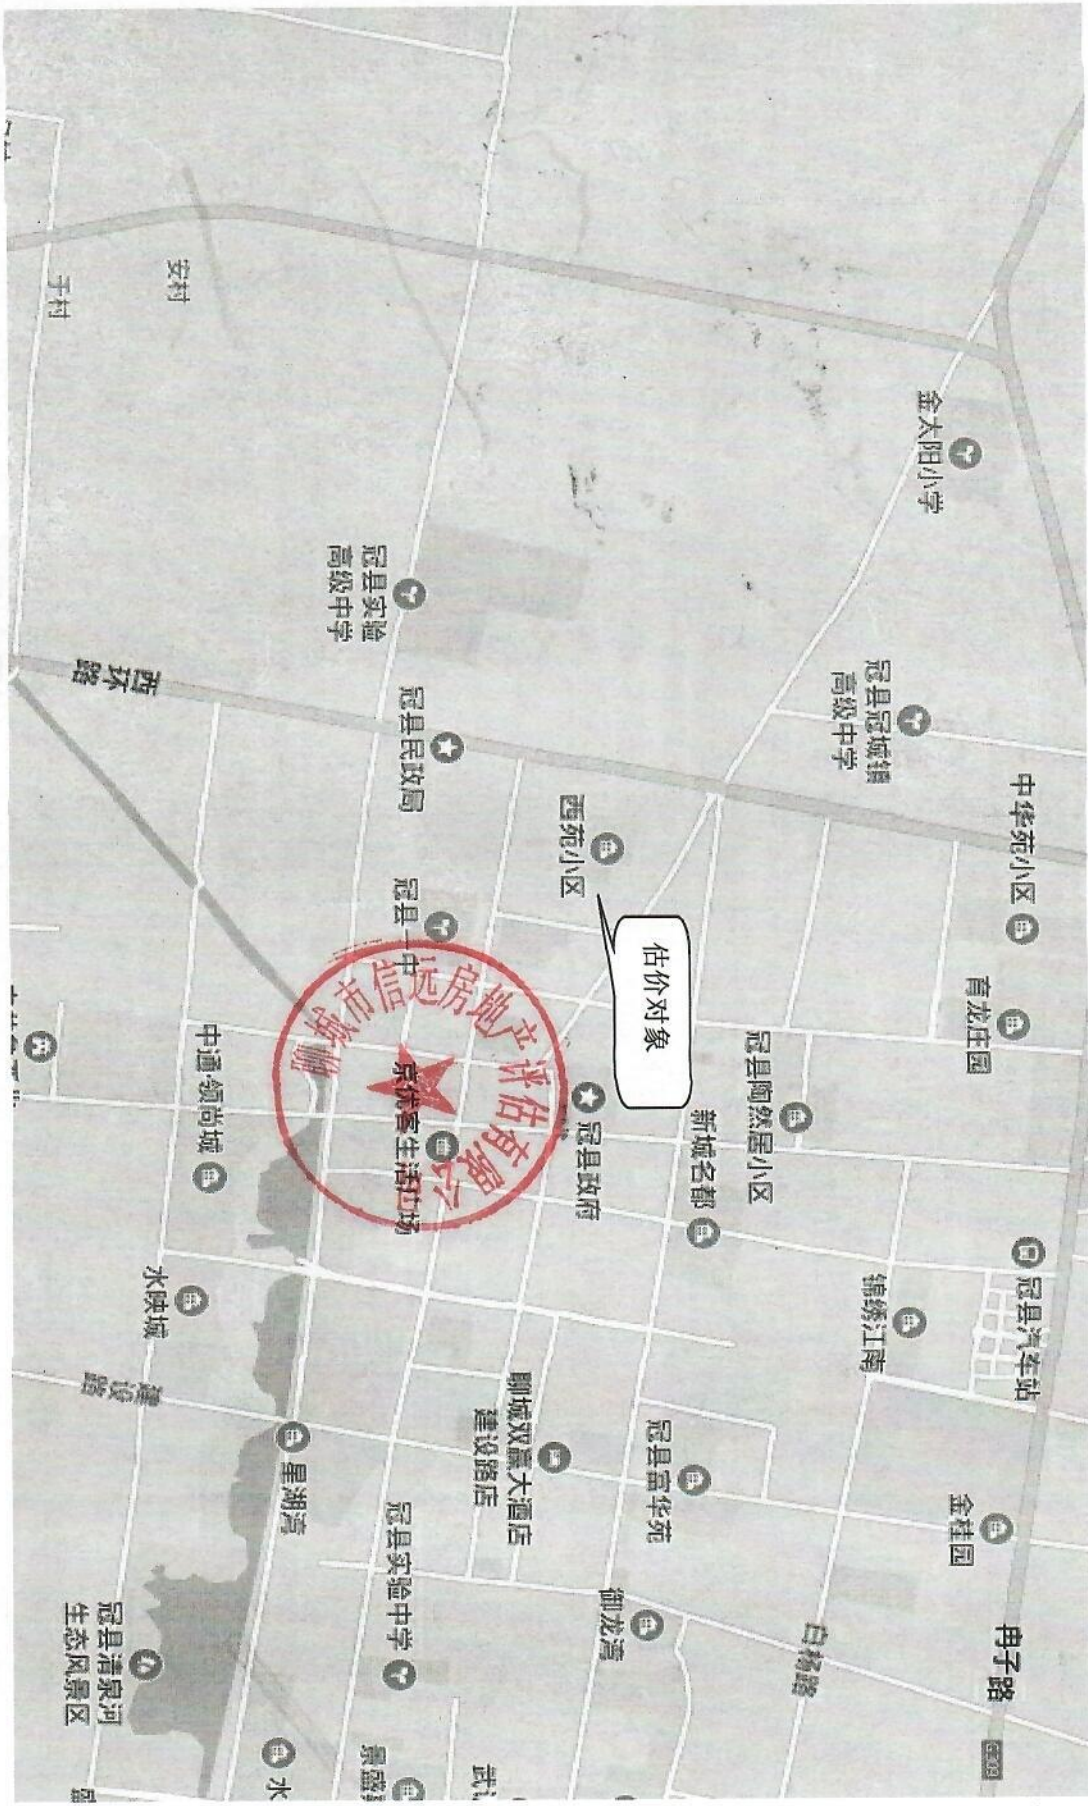 冉子路
G309
金太阳小学
中华苑小区
育龙庄园
冠县汽车站
金桂园
冠县冠城镇
高级中学
锦绣江南
白杨路
冠县陶然居小区
新城名都
估价对象
冠县富华苑
御龙湾
西苑小区
冠县政府
聊城双赢大酒店
建设路店
冠县民政局
冠县一中
京优客生活广场
聊城市信远房地产评估有限公司
冠县实验
高级中学
冠县实验中学
星湖湾
水
安村
中通·领尚城
西环路
水映城
建设路
冠县清泉河
生态风景区
于村